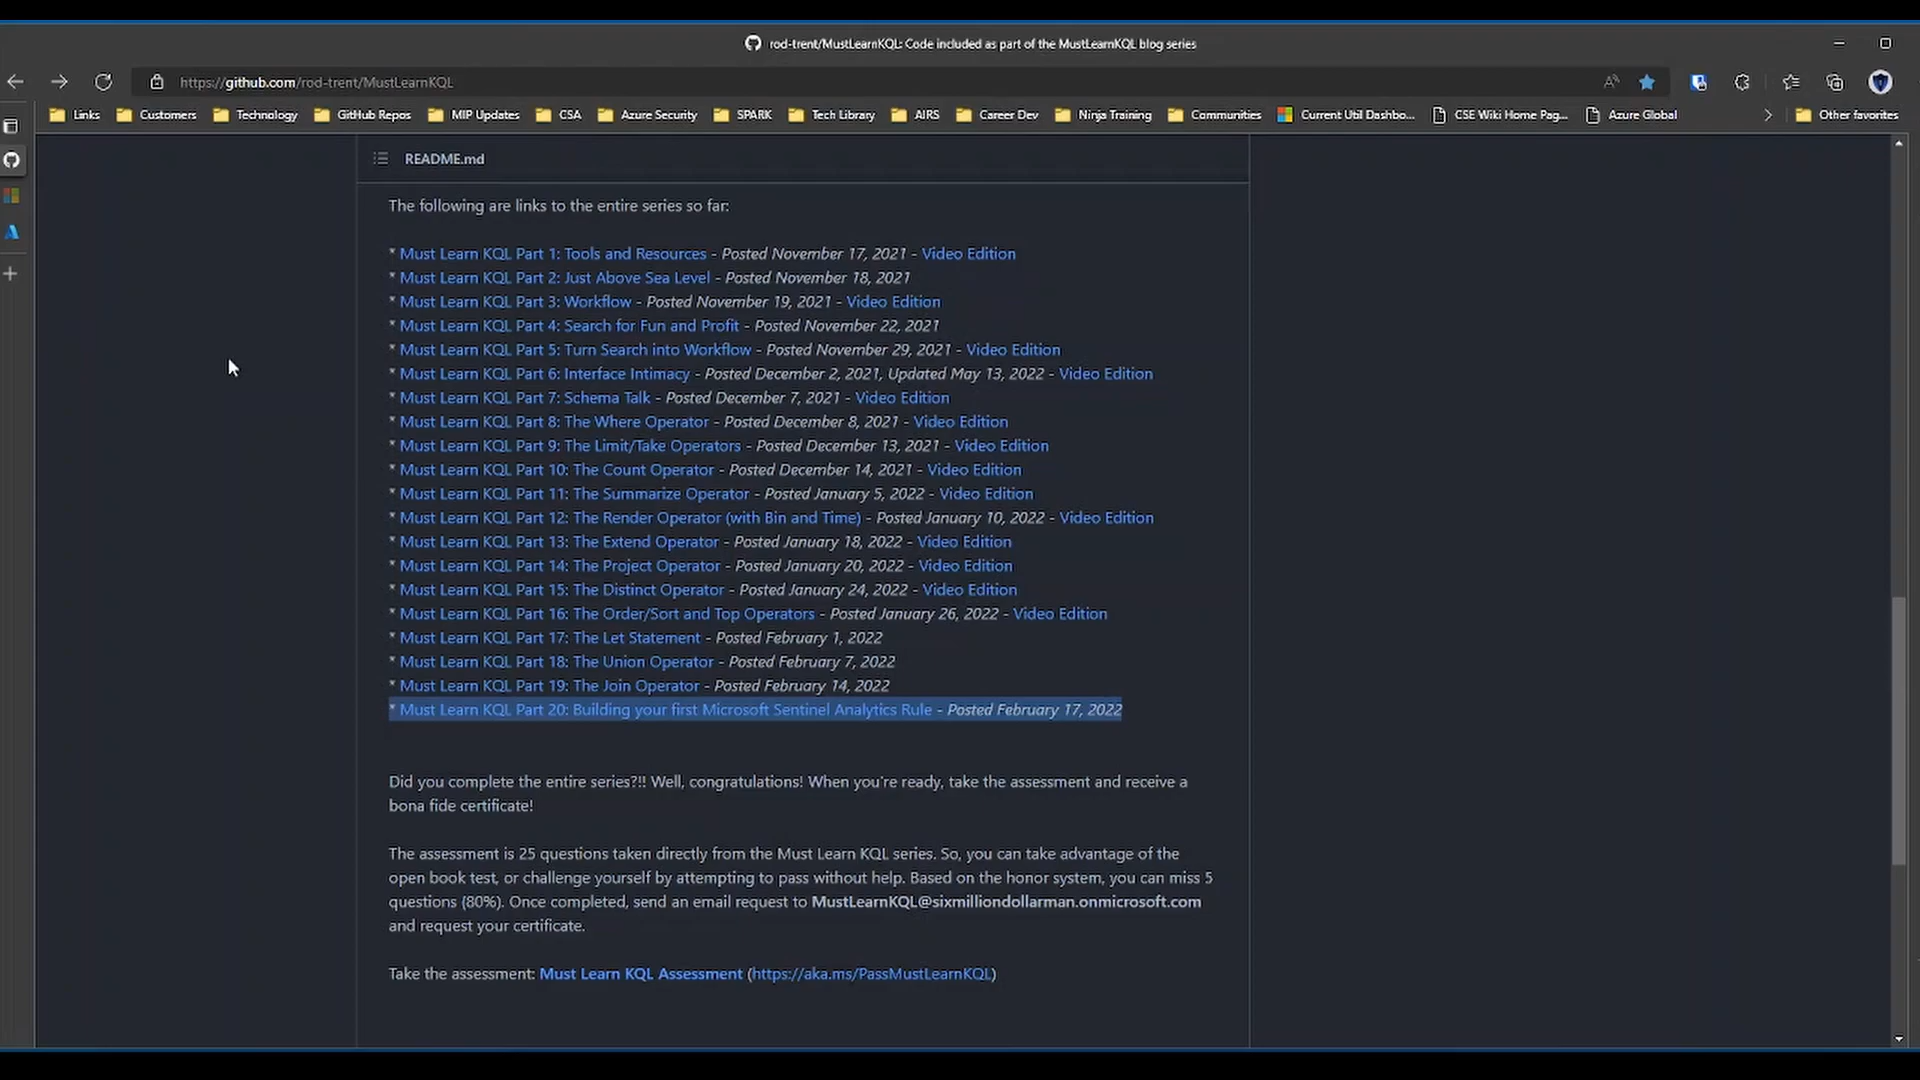 rod-trent/MustLearnKQL: Code included as part of the MustLearnKQL blog series
https://github.com/rod-trent/MustLearnKQL
Links Customers Technology GitHub Repos MIP Updates CSA Azure Security SPARK Tech Library AIRS Career Dev Ninja Training Communities Current Util Dashbo... CSE Wiki Home Pag... Azure Global Other favorites
README.md
The following are links to the entire series so far:
* Must Learn KQL Part 1: Tools and Resources - Posted November 17, 2021 - Video Edition
* Must Learn KQL Part 2: Just Above Sea Level - Posted November 18, 2021
* Must Learn KQL Part 3: Workflow - Posted November 19, 2021 - Video Edition
* Must Learn KQL Part 4: Search for Fun and Profit - Posted November 22, 2021
* Must Learn KQL Part 5: Turn Search into Workflow - Posted November 29, 2021 - Video Edition
* Must Learn KQL Part 6: Interface Intimacy - Posted December 2, 2021, Updated May 13, 2022 - Video Edition
* Must Learn KQL Part 7: Schema Talk - Posted December 7, 2021 - Video Edition
* Must Learn KQL Part 8: The Where Operator - Posted December 8, 2021 - Video Edition
* Must Learn KQL Part 9: The Limit/Take Operators - Posted December 13, 2021 - Video Edition
* Must Learn KQL Part 10: The Count Operator - Posted December 14, 2021 - Video Edition
* Must Learn KQL Part 11: The Summarize Operator - Posted January 5, 2022 - Video Edition
* Must Learn KQL Part 12: The Render Operator (with Bin and Time) - Posted January 10, 2022 - Video Edition
* Must Learn KQL Part 13: The Extend Operator - Posted January 18, 2022 - Video Edition
* Must Learn KQL Part 14: The Project Operator - Posted January 20, 2022 - Video Edition
* Must Learn KQL Part 15: The Distinct Operator - Posted January 24, 2022 - Video Edition
* Must Learn KQL Part 16: The Order/Sort and Top Operators - Posted January 26, 2022 - Video Edition
* Must Learn KQL Part 17: The Let Statement - Posted February 1, 2022
* Must Learn KQL Part 18: The Union Operator - Posted February 7, 2022
* Must Learn KQL Part 19: The Join Operator - Posted February 14, 2022
* Must Learn KQL Part 20: Building your first Microsoft Sentinel Analytics Rule - Posted February 17, 2022
Did you complete the entire series?!! Well, congratulations! When you're ready, take the assessment and receive a
bona fide certificate!
The assessment is 25 questions taken directly from the Must Learn KQL series. So, you can take advantage of the
open book test, or challenge yourself by attempting to pass without help. Based on the honor system, you can miss 5
questions (80%). Once completed, send an email request to MustLearnKQL@sixmilliondollarman.onmicrosoft.com
and request your certificate.
Take the assessment: Must Learn KQL Assessment (https://aka.ms/PassMustLearnKQL)